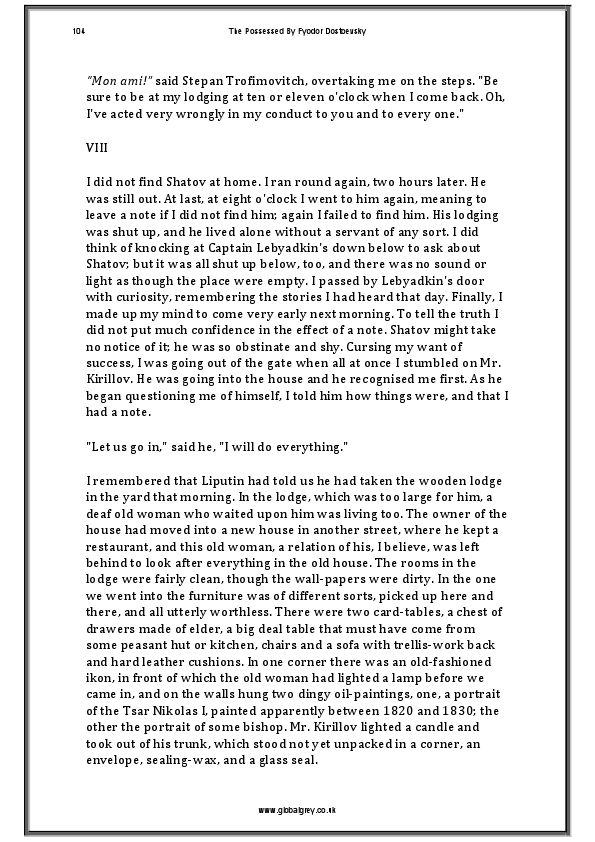 104
The Possessed By Fyodor Dostoevsky
"Mon ami!" said Stepan Trofimovitch, overtaking me on the steps. "Be
sure to be at my lodging at ten or eleven o'clock when I come back. Oh,
I've acted very wrongly in my conduct to you and to every one."
VIII
I did not find Shatov at home. I ran round again, two hours later. He
was still out. At last, at eight o'clock I went to him again, meaning to
leave a note if I did not find him; again I failed to find him. His lodging
was shut up, and he lived alone without a servant of any sort. I did
think of knocking at Captain Lebyadkin's down below to ask about
Shatov; but it was all shut up below, too, and there was no sound or
light as though the place were empty. I passed by Lebyadkin's door
with curiosity, remembering the stories I had heard that day. Finally, I
made up my mind to come very early next morning. To tell the truth I
did not put much confidence in the effect of a note. Shatov might take
no notice of it; he was so obstinate and shy. Cursing my want of
success, I was going out of the gate when all at once I stumbled on Mr.
Kirillov. He was going into the house and he recognised me first. As he
began questioning me of himself, I told him how things were, and that I
had a note.
"Let us go in," said he, "I will do everything."
I remembered that Liputin had told us he had taken the wooden lodge
in the yard that morning. In the lodge, which was too large for him, a
deaf old woman who waited upon him was living too. The owner of the
house had moved into a new house in another street, where he kept a
restaurant, and this old woman, a relation of his, I believe, was left
behind to look after everything in the old house. The rooms in the
lodge were fairly clean, though the wall-papers were dirty. In the one
we went into the furniture was of different sorts, picked up here and
there, and all utterly worthless. There were two card-tables, a chest of
drawers made of elder, a big deal table that must have come from
some peasant hut or kitchen, chairs and a sofa with trellis-work back
and hard leather cushions. In one corner there was an old-fashioned
ikon, in front of which the old woman had lighted a lamp before we
came in, and on the walls hung two dingy oil-paintings, one, a portrait
of the Tsar Nikolas I, painted apparently between 1820 and 1830; the
other the portrait of some bishop. Mr. Kirillov lighted a candle and
took out of his trunk, which stood not yet unpacked in a corner, an
envelope, sealing-wax, and a glass seal.
www.globalgrey.co.uk